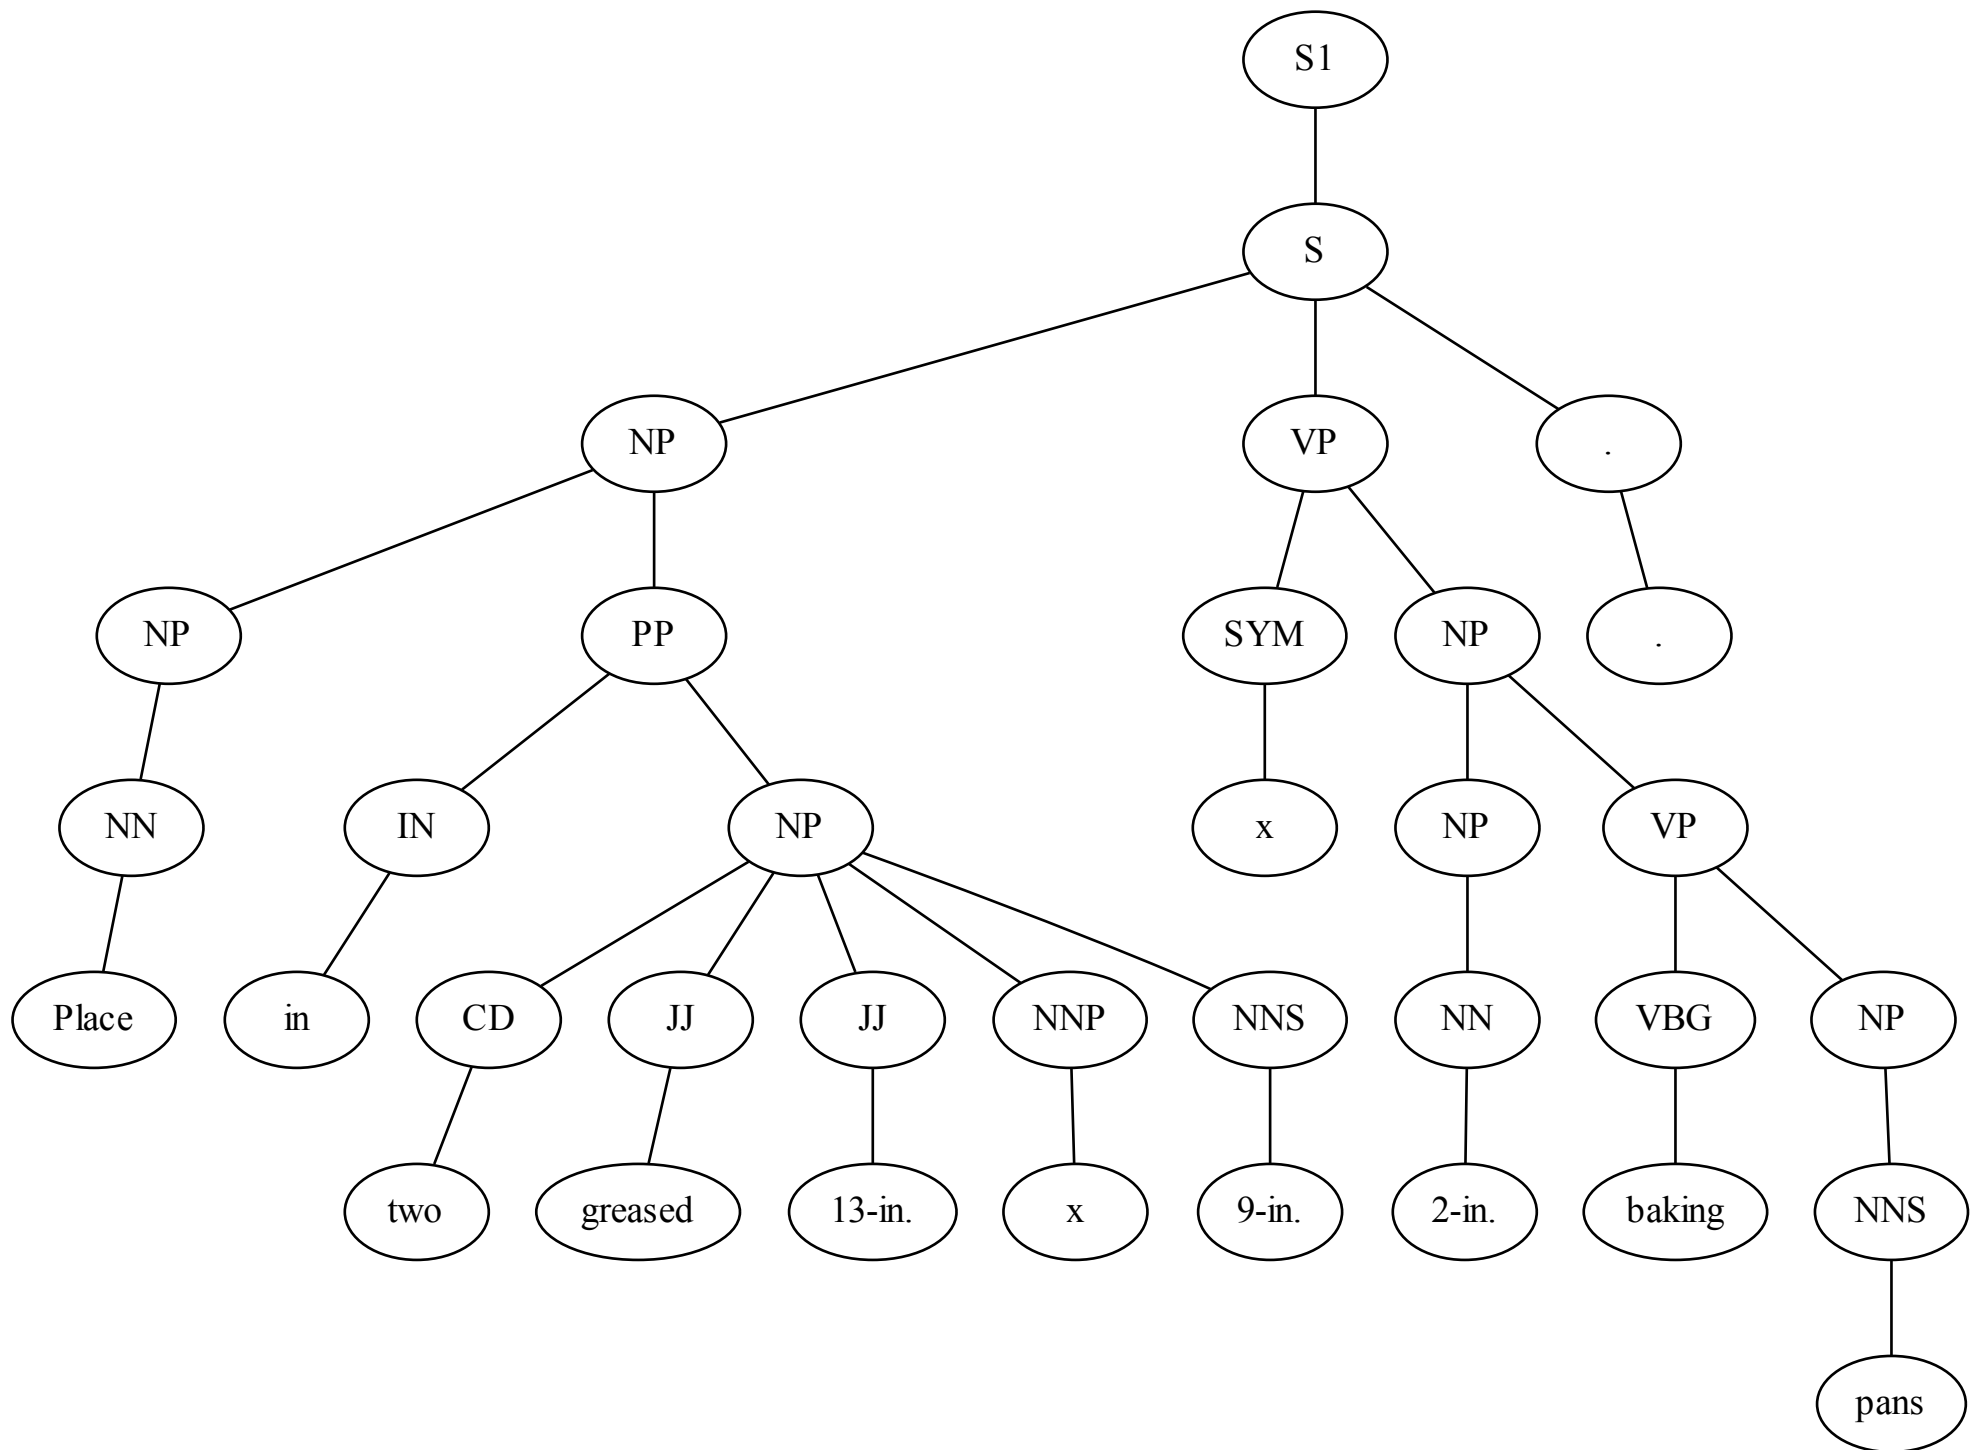 S1
S
NP VP .
NP PP SYM NP .
NN IN NP x NP VP
Place in CD JJ JJ NNP NNS NN VBG NP
two greased 13-in. x 9-in. 2-in. baking NNS
pans